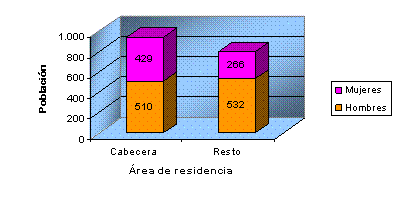 Población
1.000
800
600
400
200
0
429
266
510
532
Cabecera
Resto
Área de residencia
Mujeres
Hombres